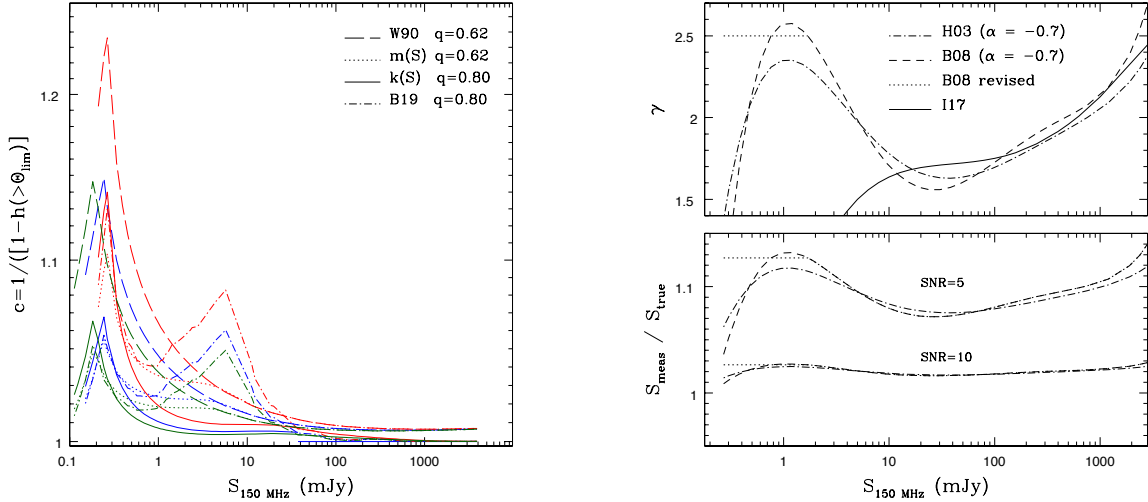 W90 q=0.62
m(S) q=0.62
k(S) q=0.80
B19 q=0.80
1.2
1.1
1
c=1/([1−h(>Θlim)]
0.1 1 10 100 1000
S150 MHz (mJy)
H03 (α = −0.7)
B08 (α = −0.7)
B08 revised
I17
2.5
2
1.5
γ
SNR=5
SNR=10
1.1
1
Smeas / Strue
1 10 100 1000
S150 MHz (mJy)